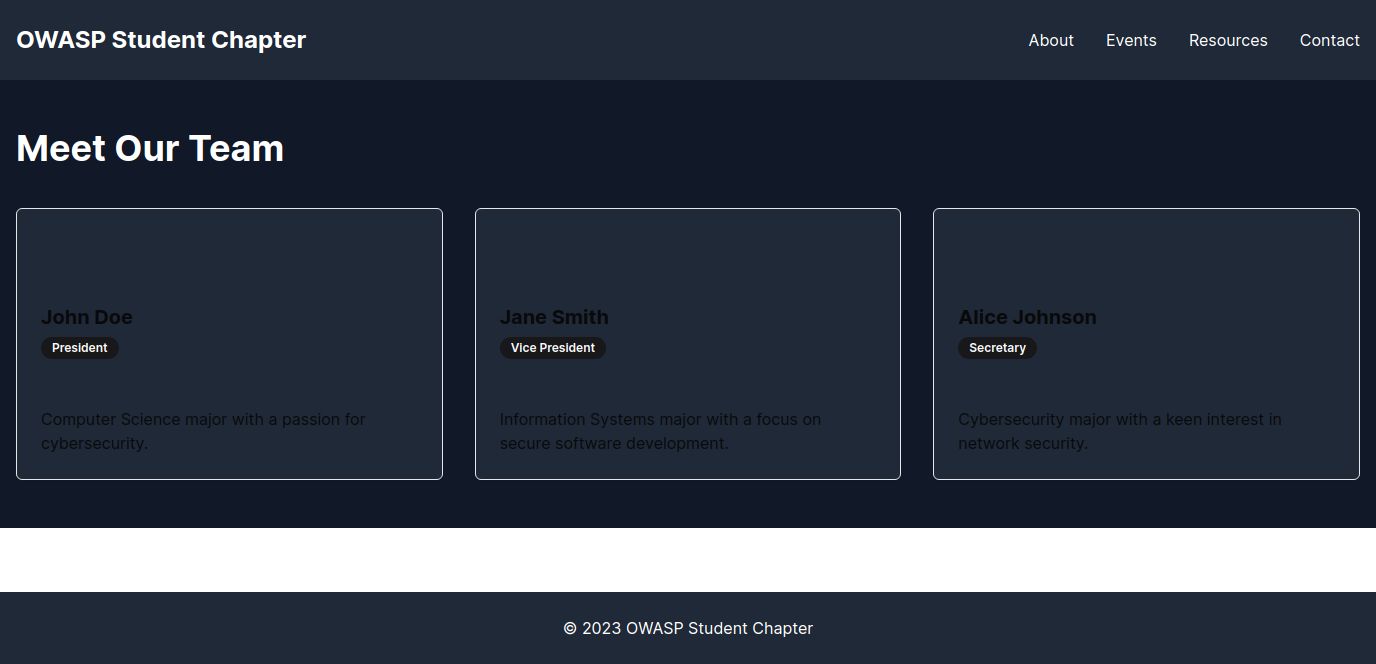 OWASP Student Chapter
About
Events
Resources
Contact
Meet Our Team
John Doe
President
Computer Science major with a passion for
cybersecurity.
Jane Smith
Vice President
Information Systems major with a focus on
secure software development.
Alice Johnson
Secretary
Cybersecurity major with a keen interest in
network security.
© 2023 OWASP Student Chapter